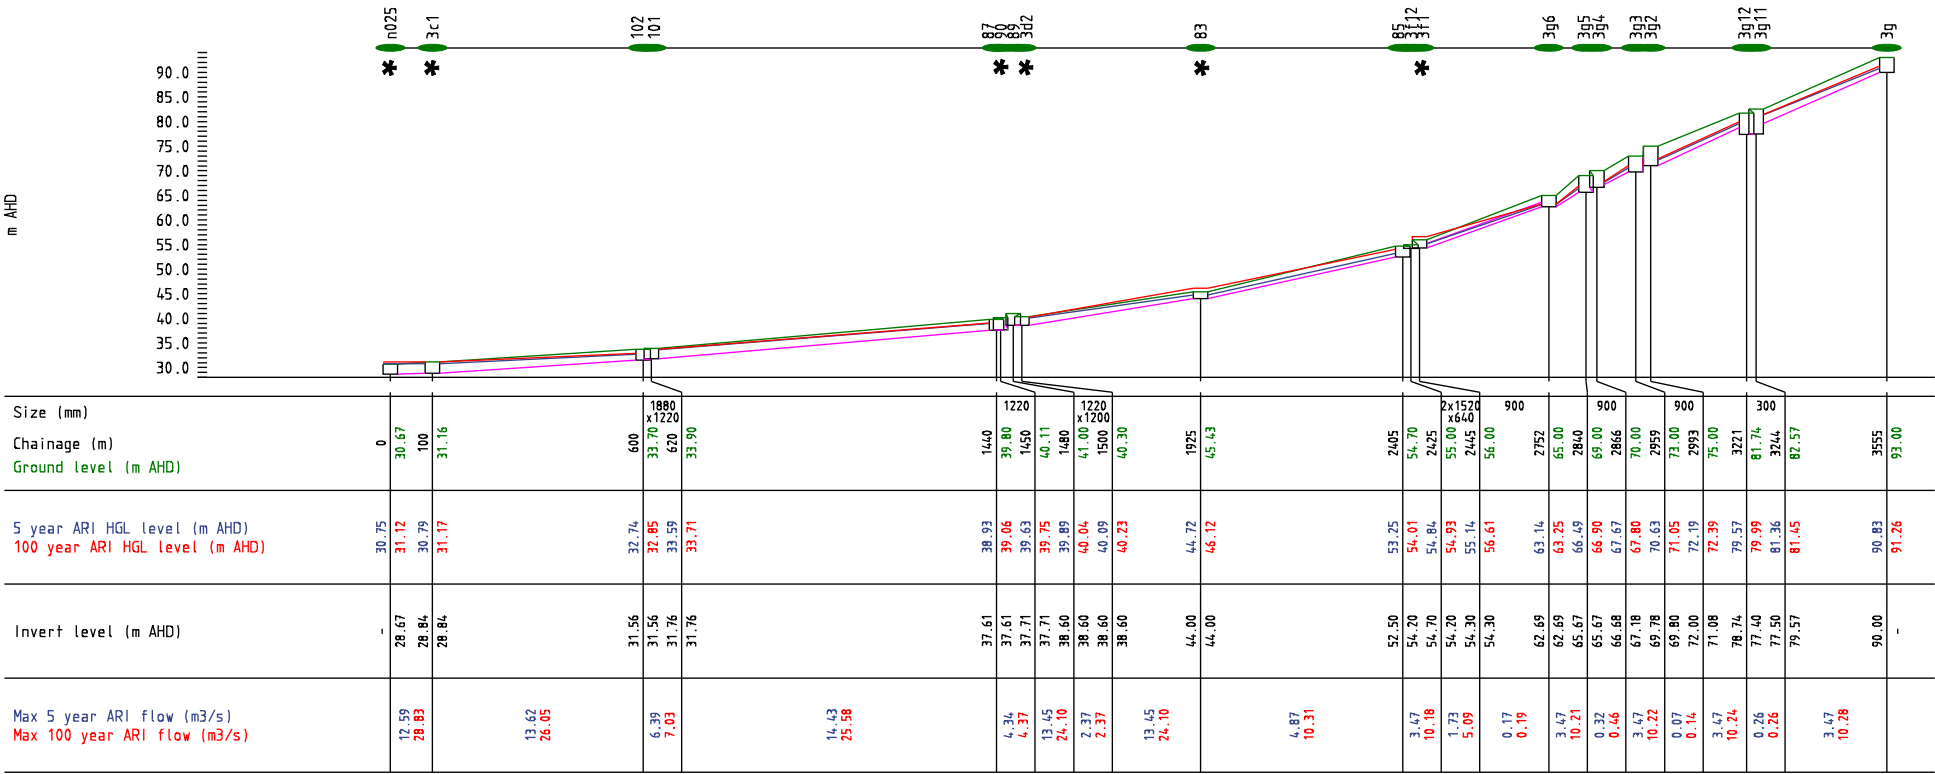 n025 3c1 102 101 87 90 89 3d2 83 85 3f12 3f1 3g6 3g5 3g4 3g3 3g2 3g12 3g11 3g
* * * * * *
m AHD
90.0
85.0
80.0
75.0
70.0
65.0
60.0
55.0
50.0
45.0
40.0
35.0
30.0
Size (mm) 1880 x1220 1220 1220 x1200 2x1520 x640 900 900 900 300
Chainage (m) 0 100 600 620 1440 1450 1480 1500 1925 2405 2425 2445 2752 2840 2866 2959 2993 3221 3244 3555
Ground level (m AHD) 30.67 31.16 33.70 33.90 39.80 40.11 41.00 40.30 45.43 54.70 55.00 56.00 65.00 69.00 70.00 73.00 75.00 81.74 82.57 93.00
5 year ARI HGL level (m AHD) 30.75 30.79 32.74 33.59 38.93 39.63 39.89 40.09 44.72 53.25 54.84 55.14 63.14 66.49 67.67 70.63 72.19 79.57 81.36 90.83
100 year ARI HGL level (m AHD) 31.12 31.17 32.85 33.71 39.06 39.75 40.04 40.23 46.12 54.01 54.93 56.61 63.25 66.90 67.80 71.05 72.39 79.99 81.45 91.26
Invert level (m AHD) - 28.67 28.84 28.84 31.56 31.56 31.76 31.76 37.61 37.61 37.71 37.71 38.60 38.60 38.60 38.60 44.00 44.00 52.50 54.20 54.70 54.20 54.30 54.30 62.69 62.69 65.67 65.67 66.68 67.18 69.78 69.80 72.00 71.08 78.74 77.40 77.50 79.57 90.00 -
Max 5 year ARI flow (m3/s) 12.59 13.62 6.39 14.43 4.34 13.45 2.37 13.45 4.87 3.47 1.73 0.17 3.47 0.32 3.47 0.07 3.47 0.26 3.47
Max 100 year ARI flow (m3/s) 28.83 26.05 7.03 25.58 4.37 24.10 2.37 24.10 10.31 10.18 5.09 0.19 10.21 0.46 10.22 0.14 10.24 0.26 10.28